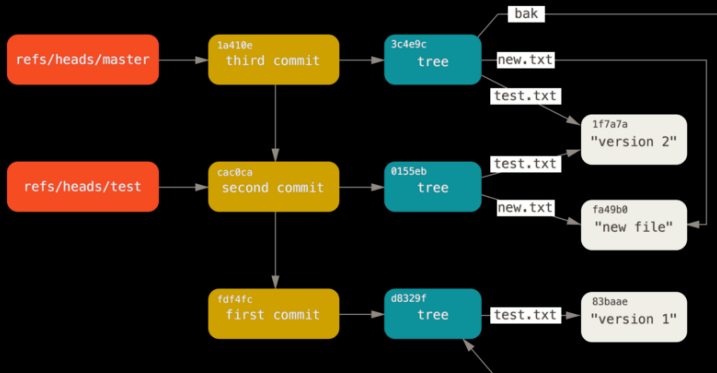 bak
refs/heads/master
1a410e
third commit
3c4e9c
tree
new.txt
test.txt
1f7a7a
"version 2"
refs/heads/test
cac0ca
second commit
0155eb
tree
test.txt
new.txt
fa49b0
"new file"
fdf4fc
first commit
d8329f
tree
test.txt
83baae
"version 1"